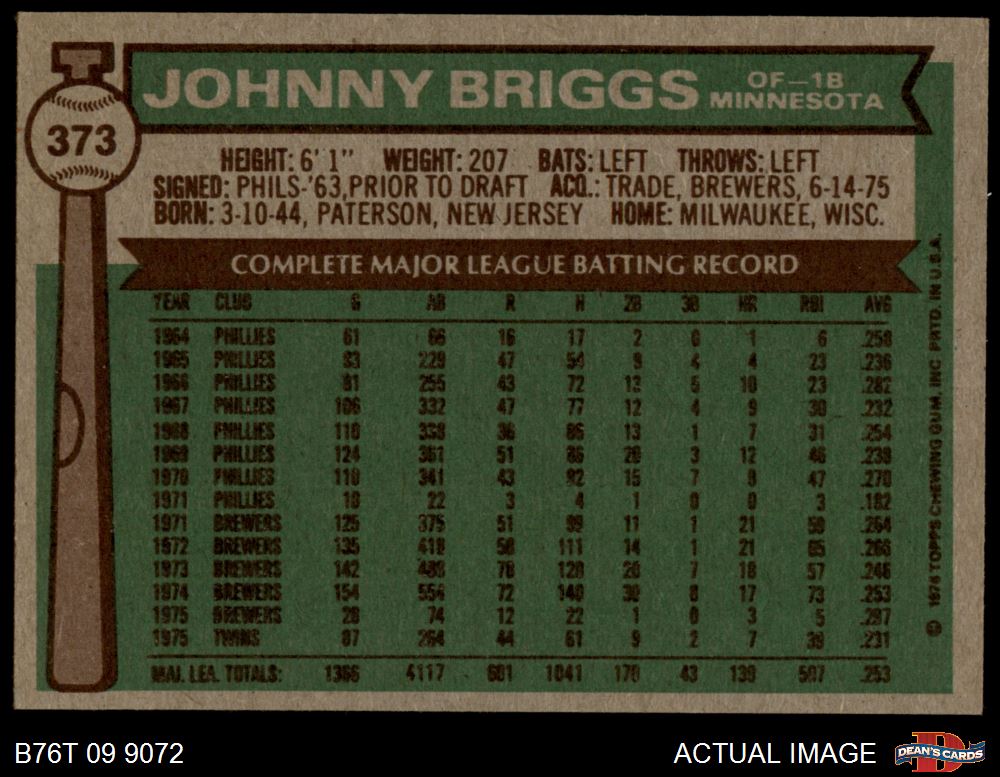 373
JOHNNY BRIGGS OF—1B
MINNESOTA
HEIGHT: 6' 1" WEIGHT: 207 BATS: LEFT THROWS: LEFT
SIGNED: PHILS-'63, PRIOR TO DRAFT ACQ.: TRADE, BREWERS, 6-14-75
BORN: 3-10-44, PATERSON, NEW JERSEY HOME: MILWAUKEE, WISC.
COMPLETE MAJOR LEAGUE BATTING RECORD
YEAR CLUB G AB R H 2B 3B HR RBI AVG
1964 PHILLIES 61 66 16 17 2 0 1 6 .258
1965 PHILLIES 93 229 47 54 9 4 4 23 .236
1966 PHILLIES 81 255 43 72 13 5 10 23 .282
1967 PHILLIES 106 332 47 77 12 4 9 30 .232
1968 PHILLIES 110 338 36 86 13 1 7 31 .254
1969 PHILLIES 124 361 51 86 20 3 12 46 .238
1970 PHILLIES 110 341 43 92 15 7 9 47 .270
1971 PHILLIES 10 22 3 4 1 0 0 3 .182
1971 BREWERS 125 375 51 99 11 1 21 59 .264
1972 BREWERS 135 418 58 111 14 1 21 65 .266
1973 BREWERS 142 488 78 120 20 7 18 57 .246
1974 BREWERS 154 554 72 140 30 8 17 73 .253
1975 BREWERS 28 74 12 22 1 0 3 5 .297
1975 TWINS 87 264 44 61 9 2 7 39 .231
MAJ. LEA. TOTALS: 1366 4117 601 1041 170 43 139 507 .253
© 1976 TOPPS CHEWING GUM, INC. PRTD. IN U.S.A.
B76T 09 9072
ACTUAL IMAGE
D
DEAN'S CARDS